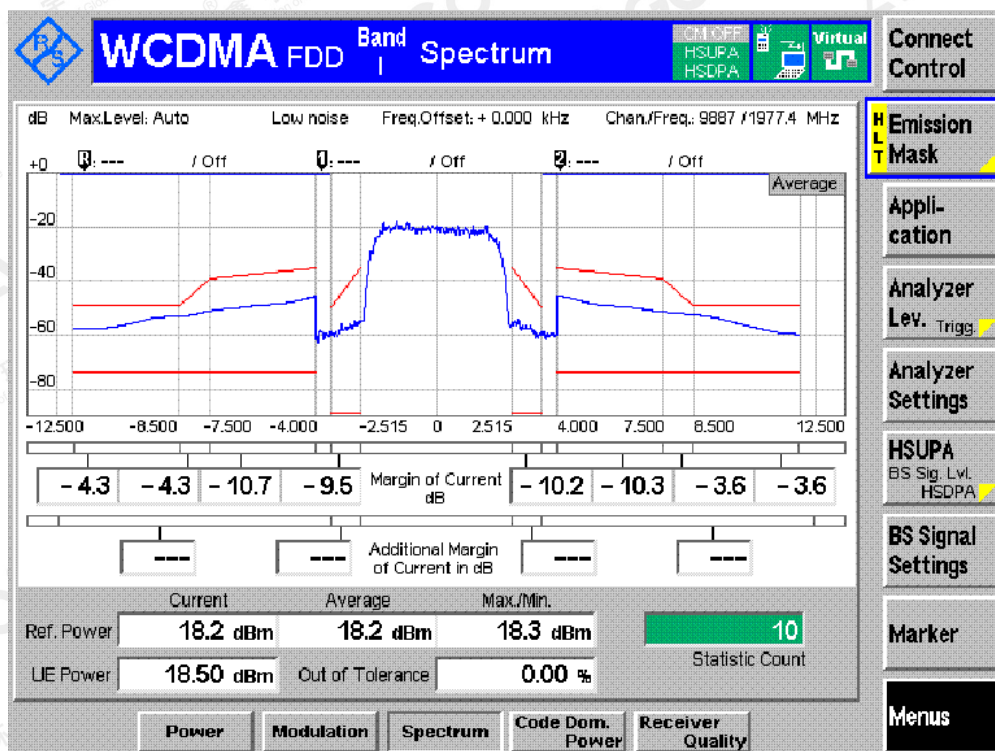 R S WCDMA FDD Band I Spectrum
HSUPA
HSDPA
Virtual
Connect Control
dB Max.Level: Auto Low noise Freq.Offset: + 0.000 kHz Chan./Freq.: 9887 / 1977.4 MHz
HLT Emission Mask
+0 R: --- / Off 1: --- / Off 2: --- / Off
Average
-20
-40
-60
-80
-12.500 -8.500 -7.500 -4.000 -2.515 0 2.515 4.000 7.500 8.500 12.500
Appli-
cation
Analyzer
Lev. Trigg.
Analyzer
Settings
- 4.3 - 4.3 - 10.7 - 9.5 Margin of Current dB - 10.2 - 10.3 - 3.6 - 3.6
HSUPA
BS Sig. Lvl.
HSDPA
--- --- Additional Margin of Current in dB --- ---
BS Signal
Settings
Current Average Max./Min.
Ref. Power 18.2 dBm 18.2 dBm 18.3 dBm 10
Statistic Count
UE Power 18.50 dBm Out of Tolerance 0.00 %
Marker
Menus
Power Modulation Spectrum Code Dom. Power Receiver Quality